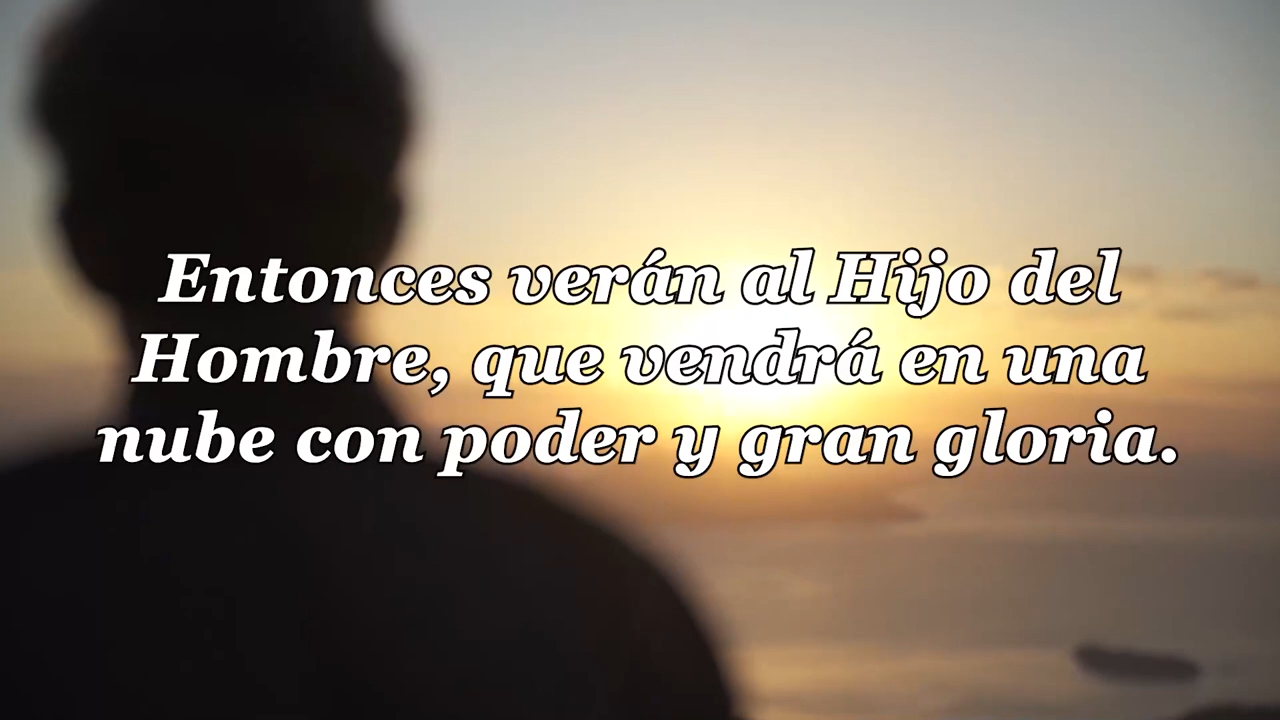 Entonces verán al Hijo del
Hombre, que vendrá en una
nube con poder y gran gloria.